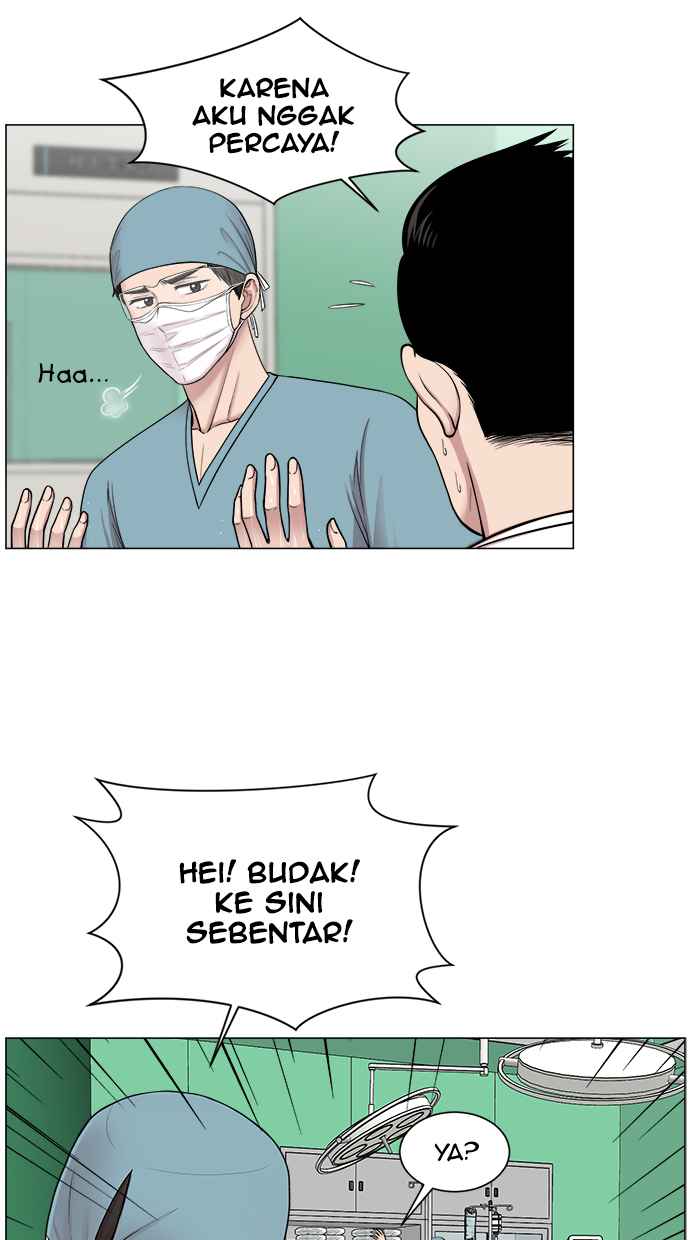 KARENA
AKU NGGAK
PERCAYA!
Haa...
HEI! BUDAK!
KE SINI
SEBENTAR!
YA?